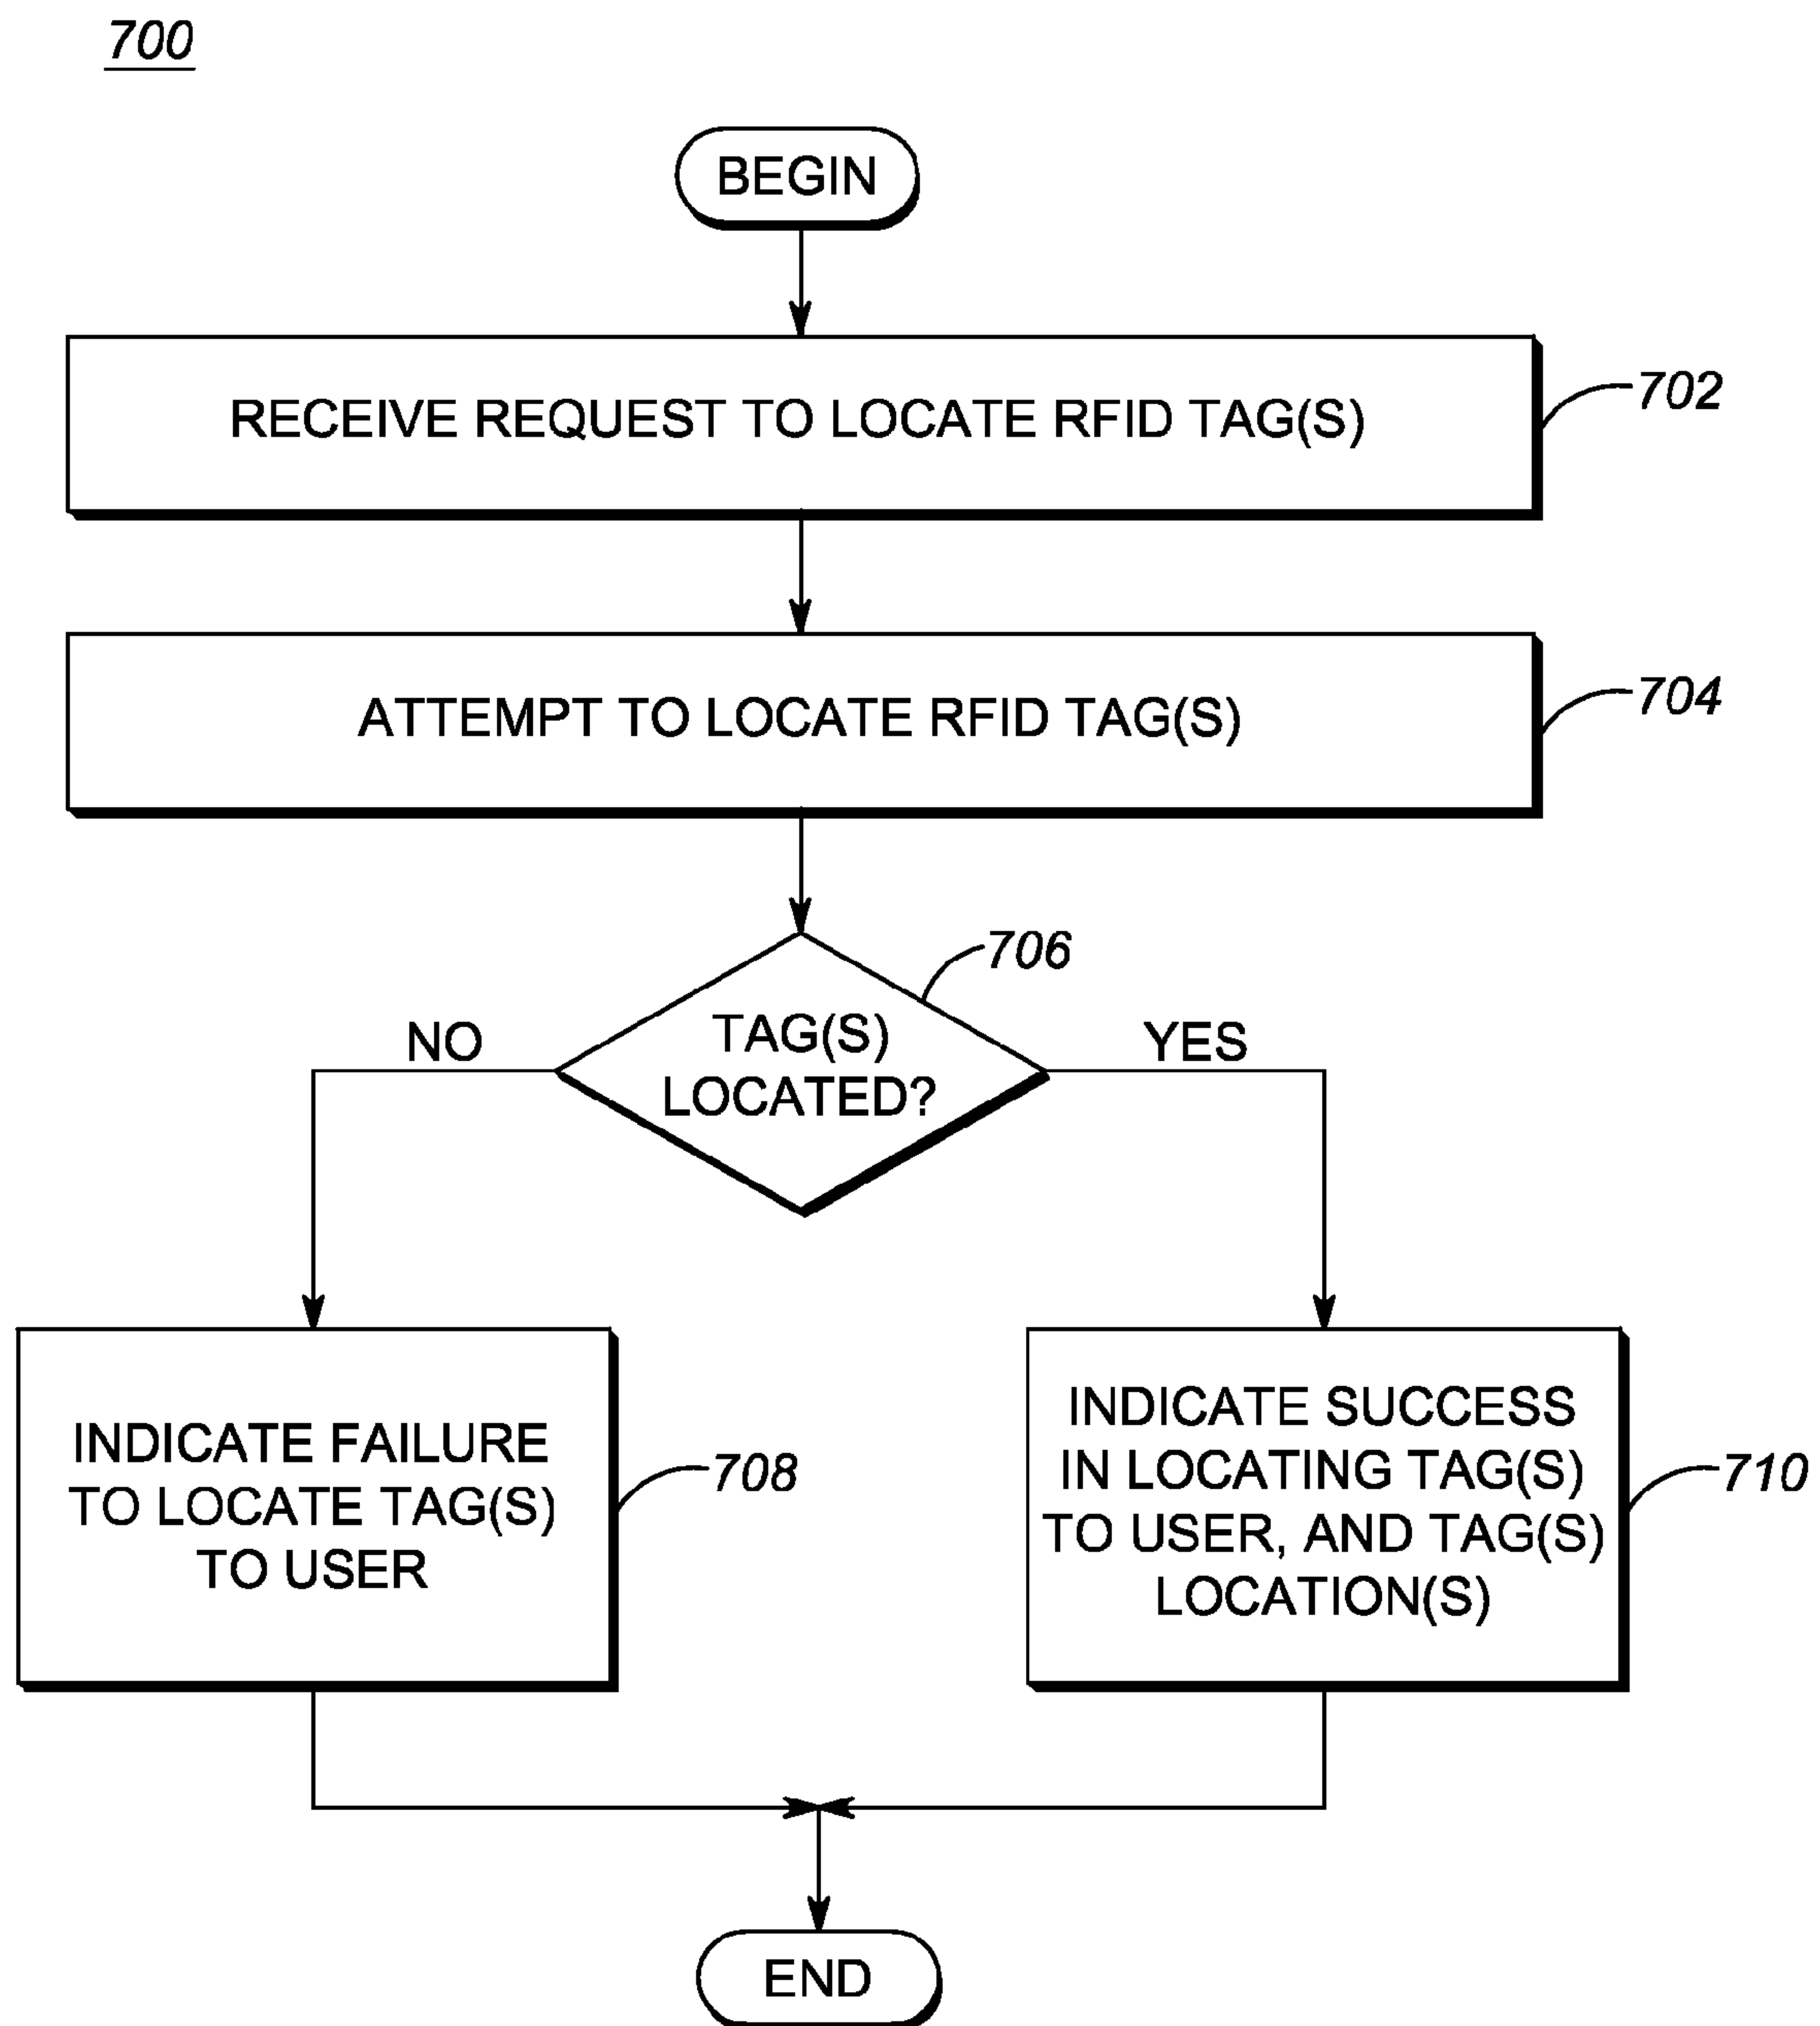 700
BEGIN
RECEIVE REQUEST TO LOCATE RFID TAG(S)
702
ATTEMPT TO LOCATE RFID TAG(S)
704
706
TAG(S)
LOCATED?
NO
YES
INDICATE FAILURE
TO LOCATE TAG(S)
TO USER
708
INDICATE SUCCESS
IN LOCATING TAG(S)
TO USER, AND TAG(S)
LOCATION(S)
710
END